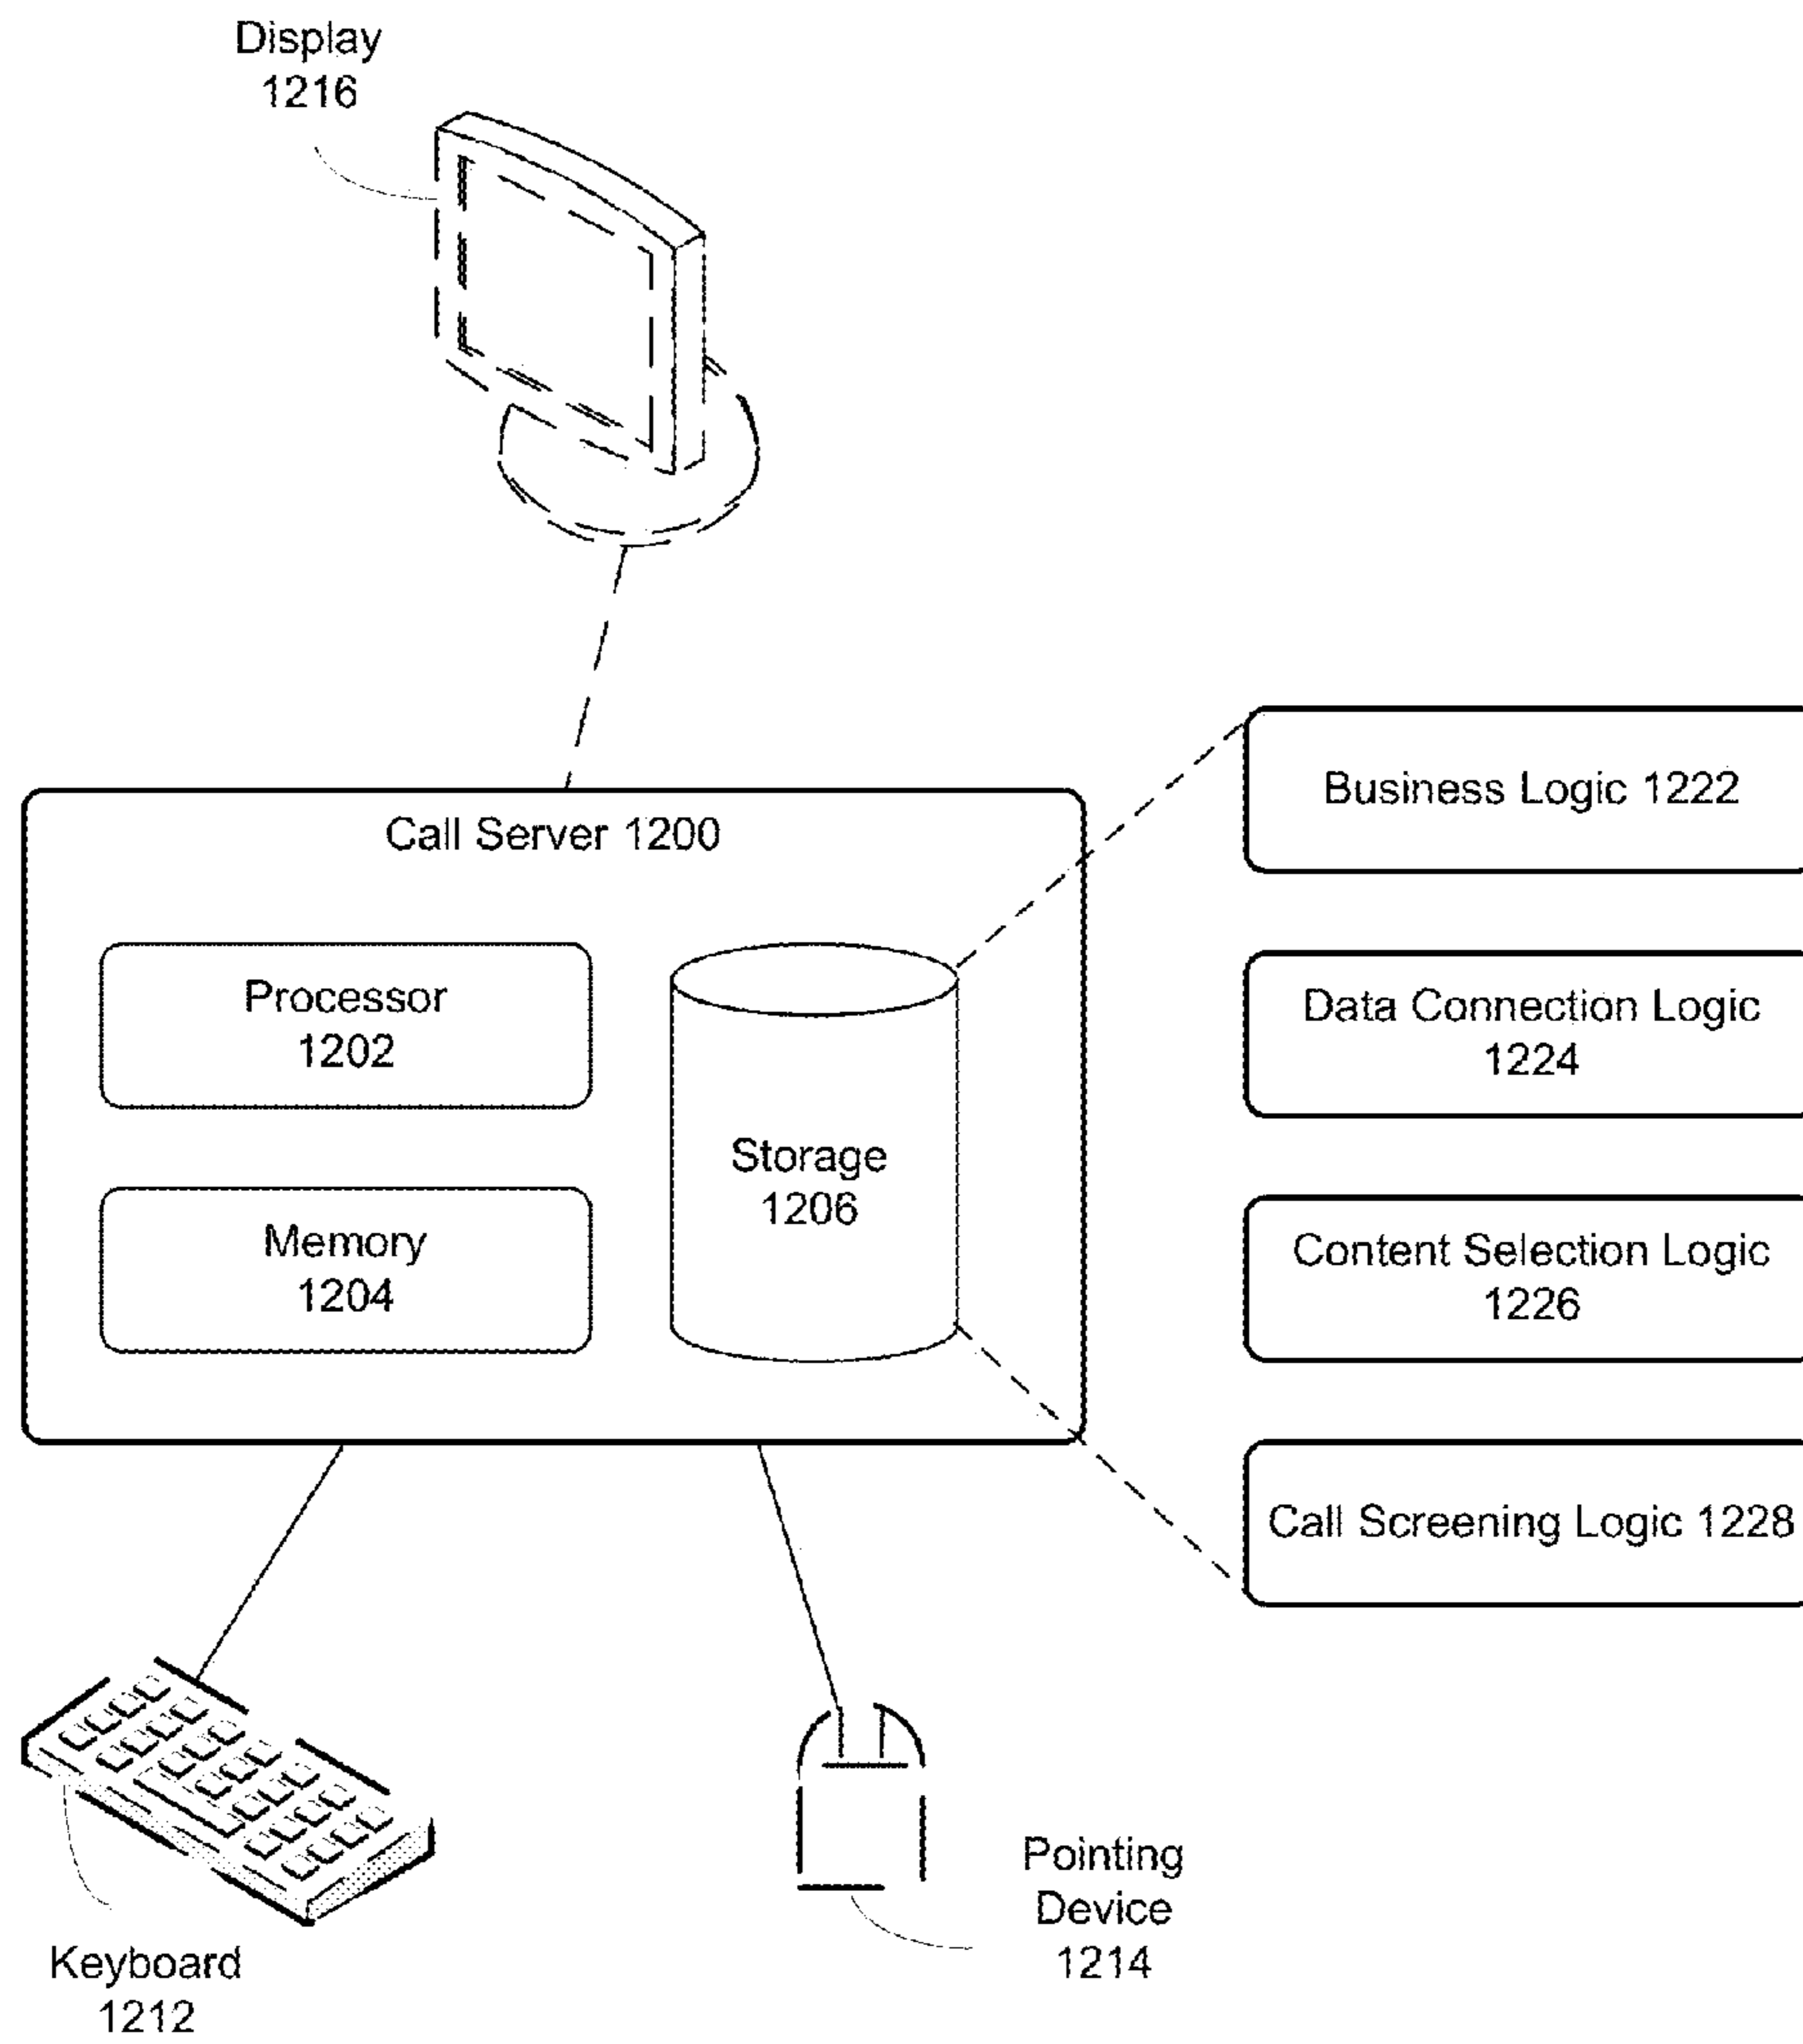 Display
1216
Business Logic 1222
Call Server 1200
Processor
1202
Data Connection Logic
1224
Storage
1206
Memory
1204
Content Selection Logic
1226
Call Screening Logic 1228
Pointing
Device
1214
Keyboard
1212